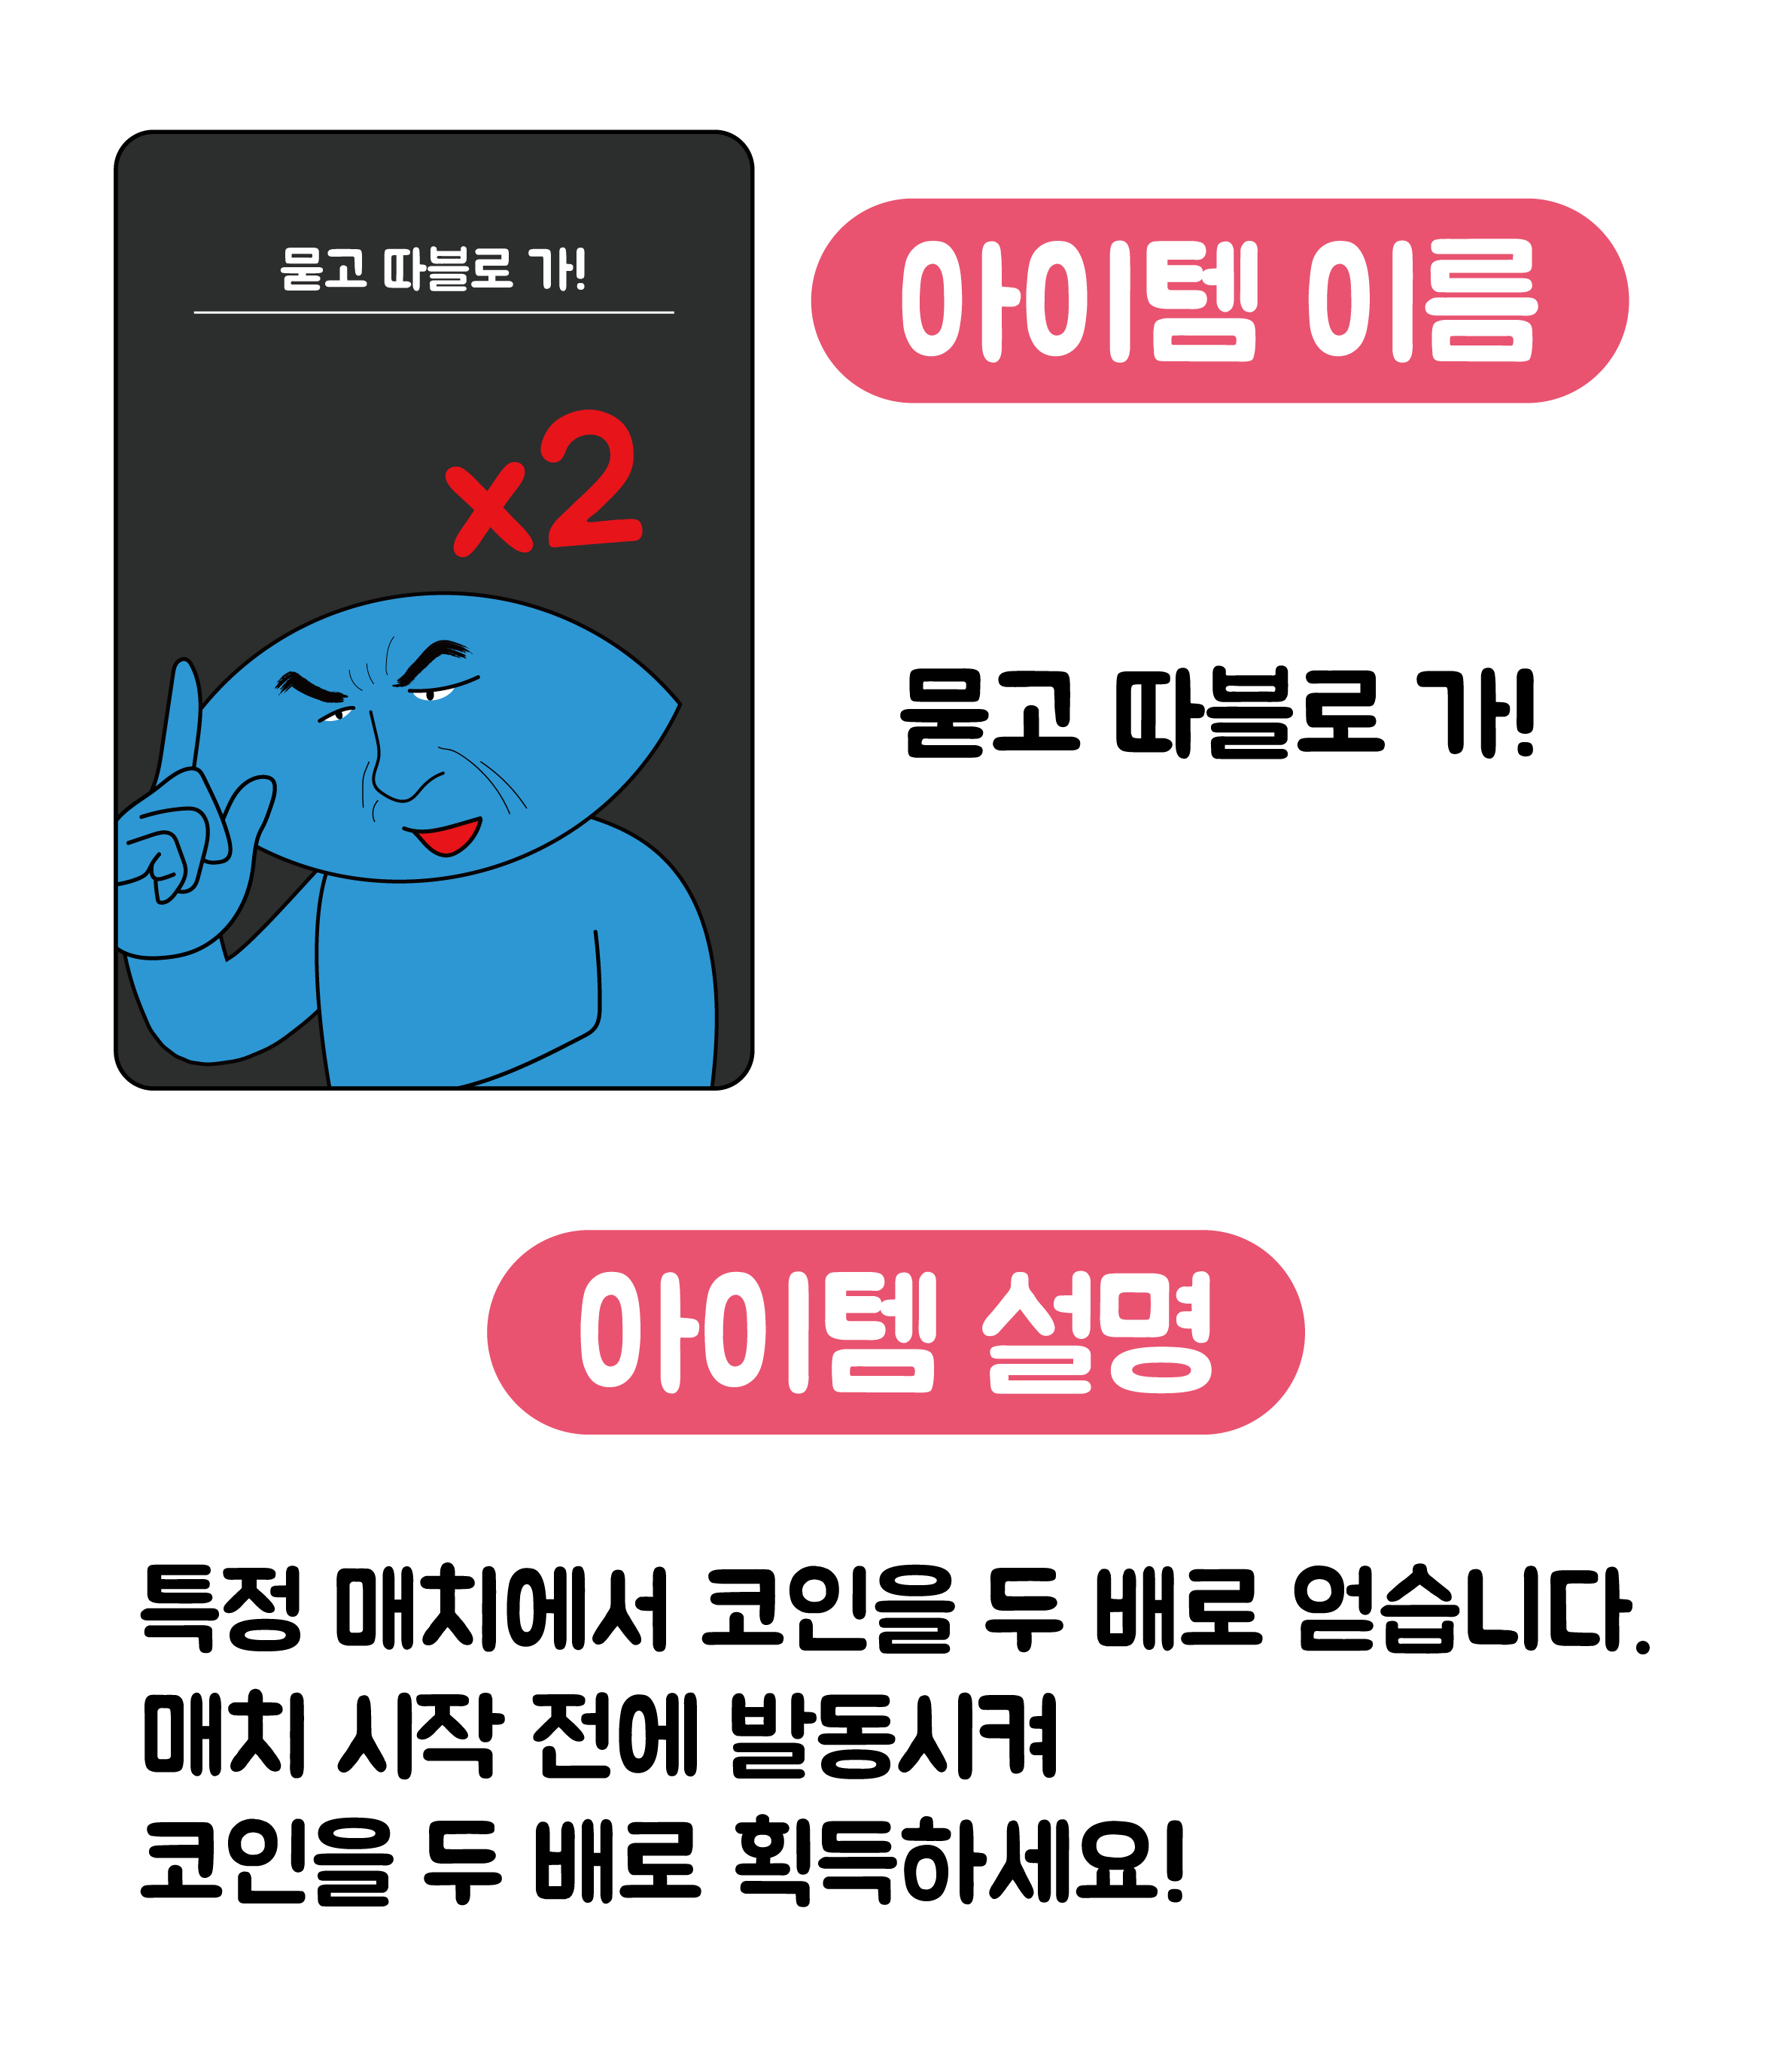 묻고 따블로 가!
x2
아이템 이름
묻고 따블로 가!
아이템 설명
특정 매치에서 코인을 두 배로 얻습니다.
매치 시작 전에 발동시켜
코인을 두 배로 획득하세요!